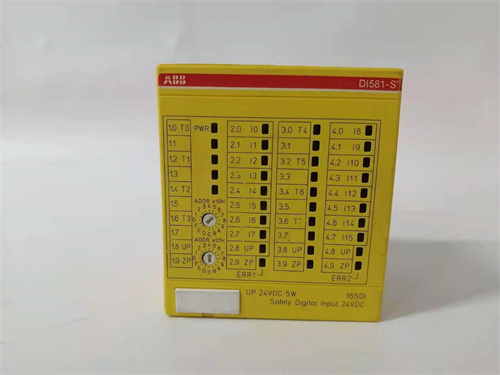 ABB DI581-S
1.0 T0 PWR 2.0 I0 3.0 T4 4.0 I8
1.1 2.1 I1 3.1 4.1 I9
1.2 T1 2.2 I2 3.2 T5 4.2 I10
1.3 2.3 I3 3.3 4.3 I11
1.4 T2 2.4 I4 3.4 T6 4.4 I12
1.5 ADDR x10H 2.5 I5 3.5 4.5 I13
1.6 T3 2.6 I6 3.6 4.6 I14
1.7 ADDR x01H 2.7 I7 3.7 4.7 I15
1.8 UP 2.8 UP 3.8 UP 4.8 UP
1.9 ZP 2.9 ZP 3.9 ZP 4.9 ZP
ERR1 ERR2
UP 24VDC 5W 16SDI
Safety Digital Input 24VDC